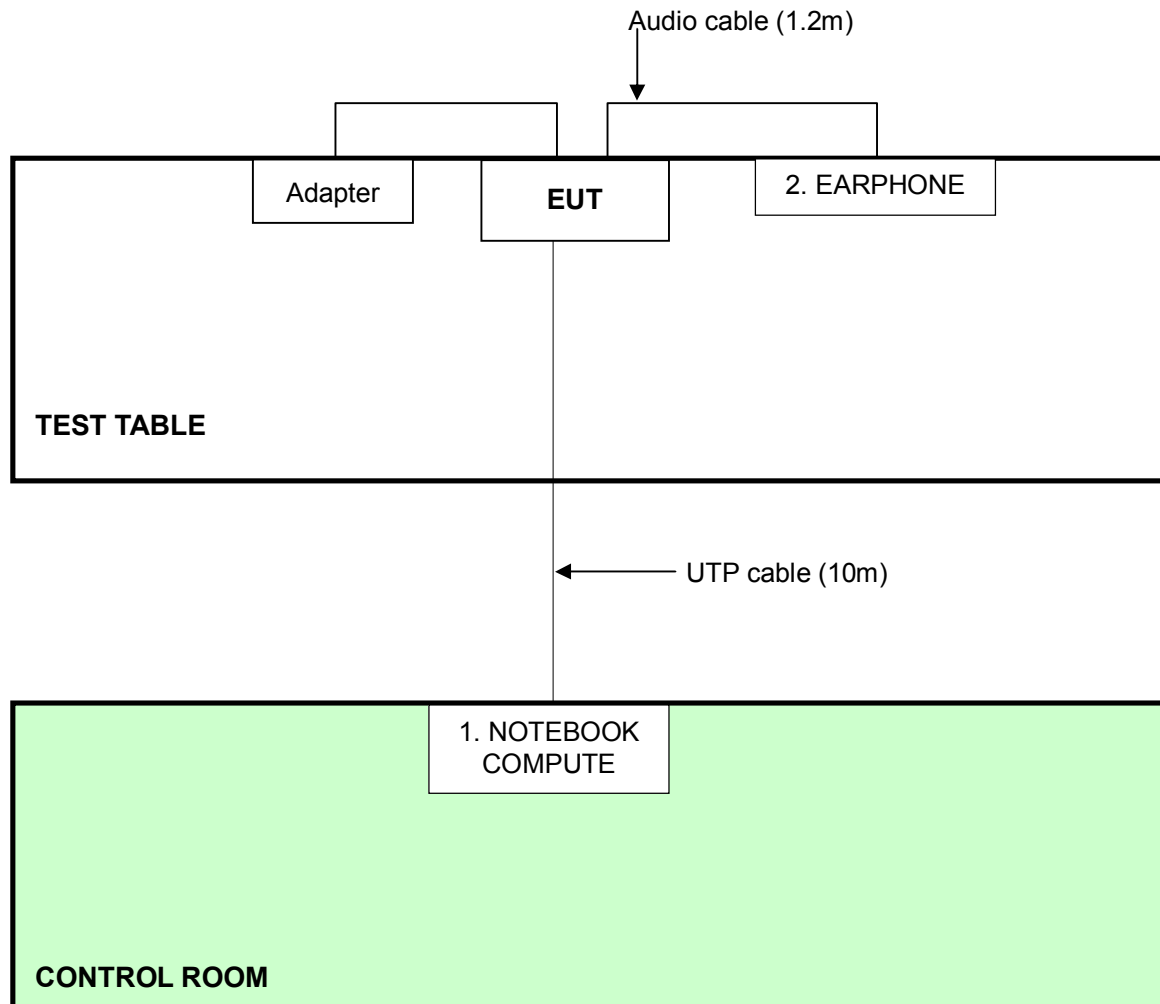 Audio cable (1.2m)
Adapter
EUT
2. EARPHONE
TEST TABLE
UTP cable (10m)
1. NOTEBOOK
COMPUTE
CONTROL ROOM